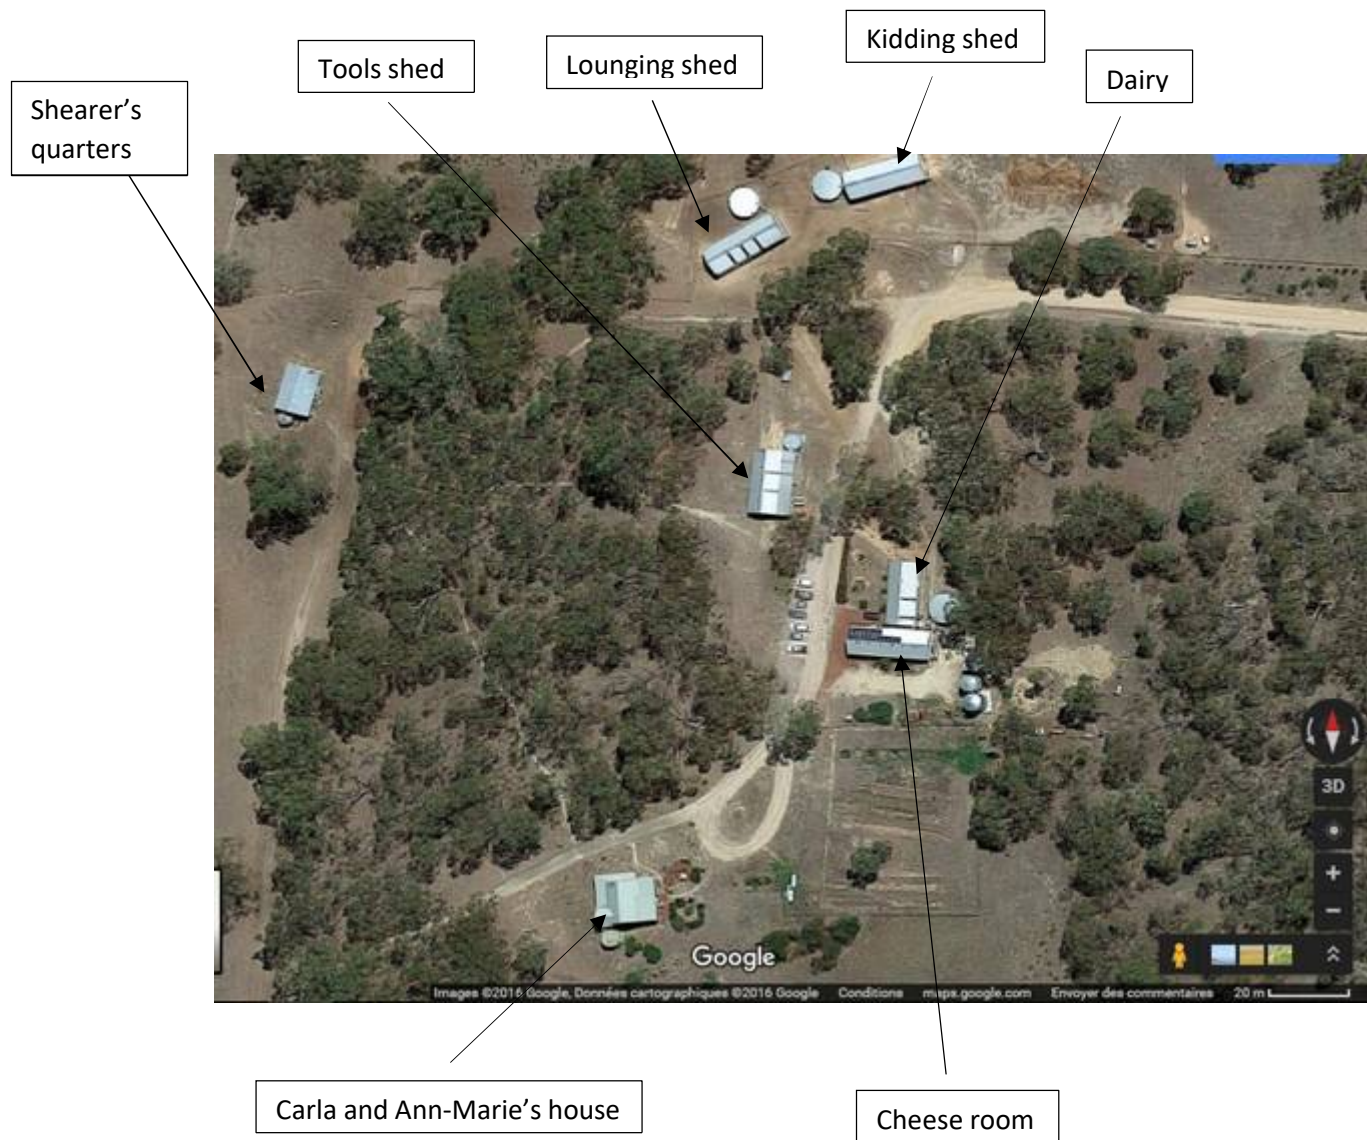 Kidding shed
Tools shed
Lounging shed
Dairy
Shearer’s
quarters
3D
Google
Images ©2016 Google, Données cartographiques ©2016 Google Conditions maps.google.com Envoyer des commentaires 20 m
Carla and Ann-Marie’s house
Cheese room